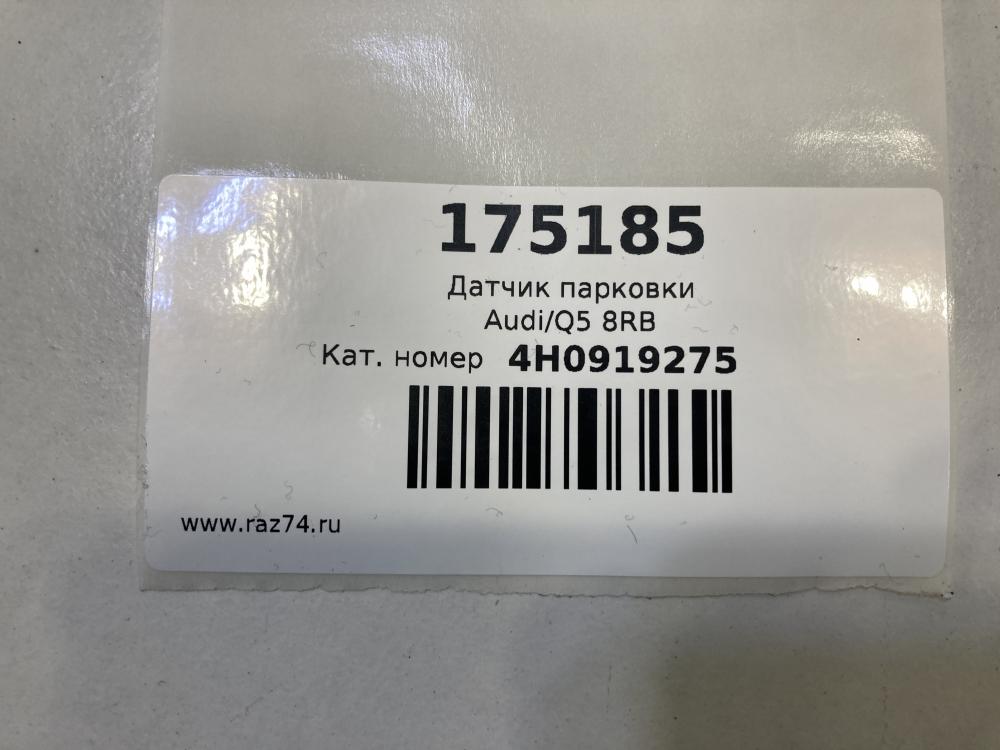 175185
Датчик парковки
Audi/Q5 8RB
Кат. номер 4H0919275
www.raz74.ru